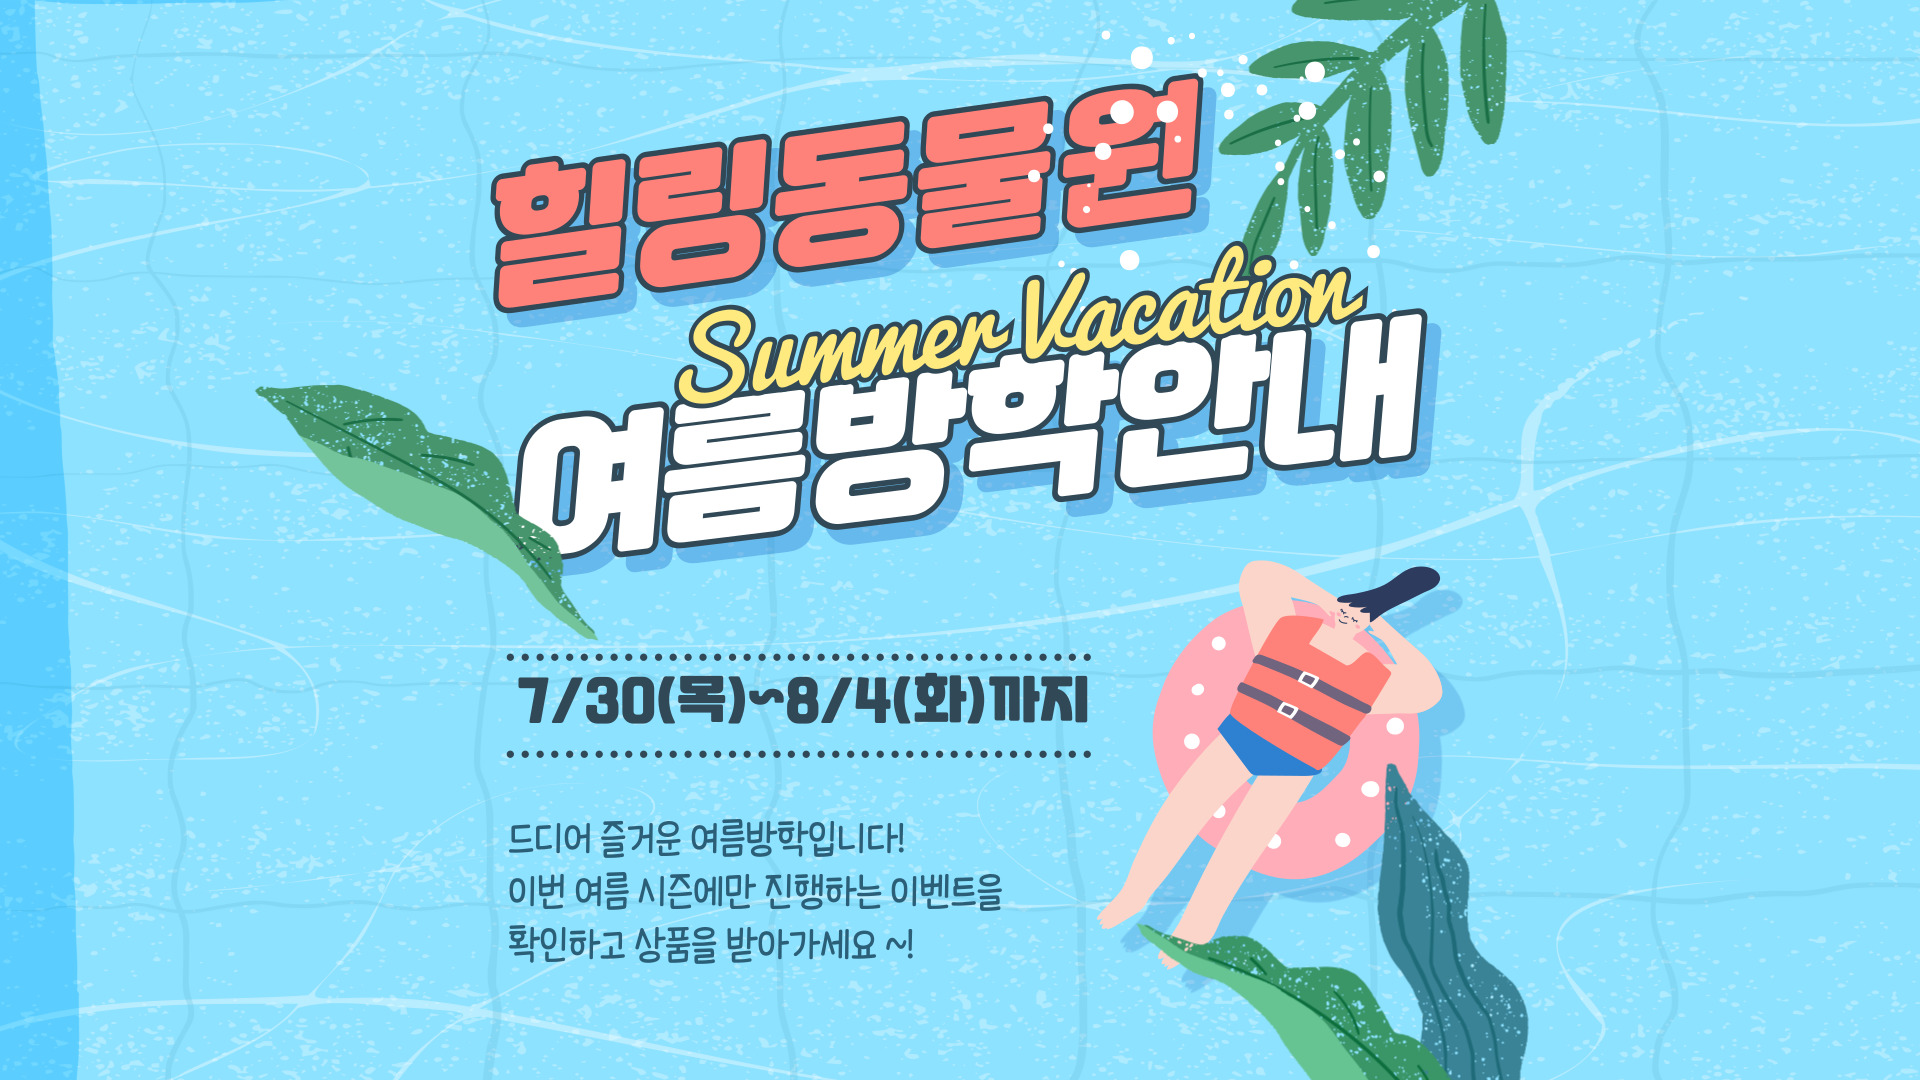 힐링동물원
Summer Vacation
여름방학안내
7/30(목)~8/4(화)까지
드디어 즐거운 여름방학입니다!
이번 여름 시즌에만 진행하는 이벤트을
확인하고 상품을 받아가세요 ~!